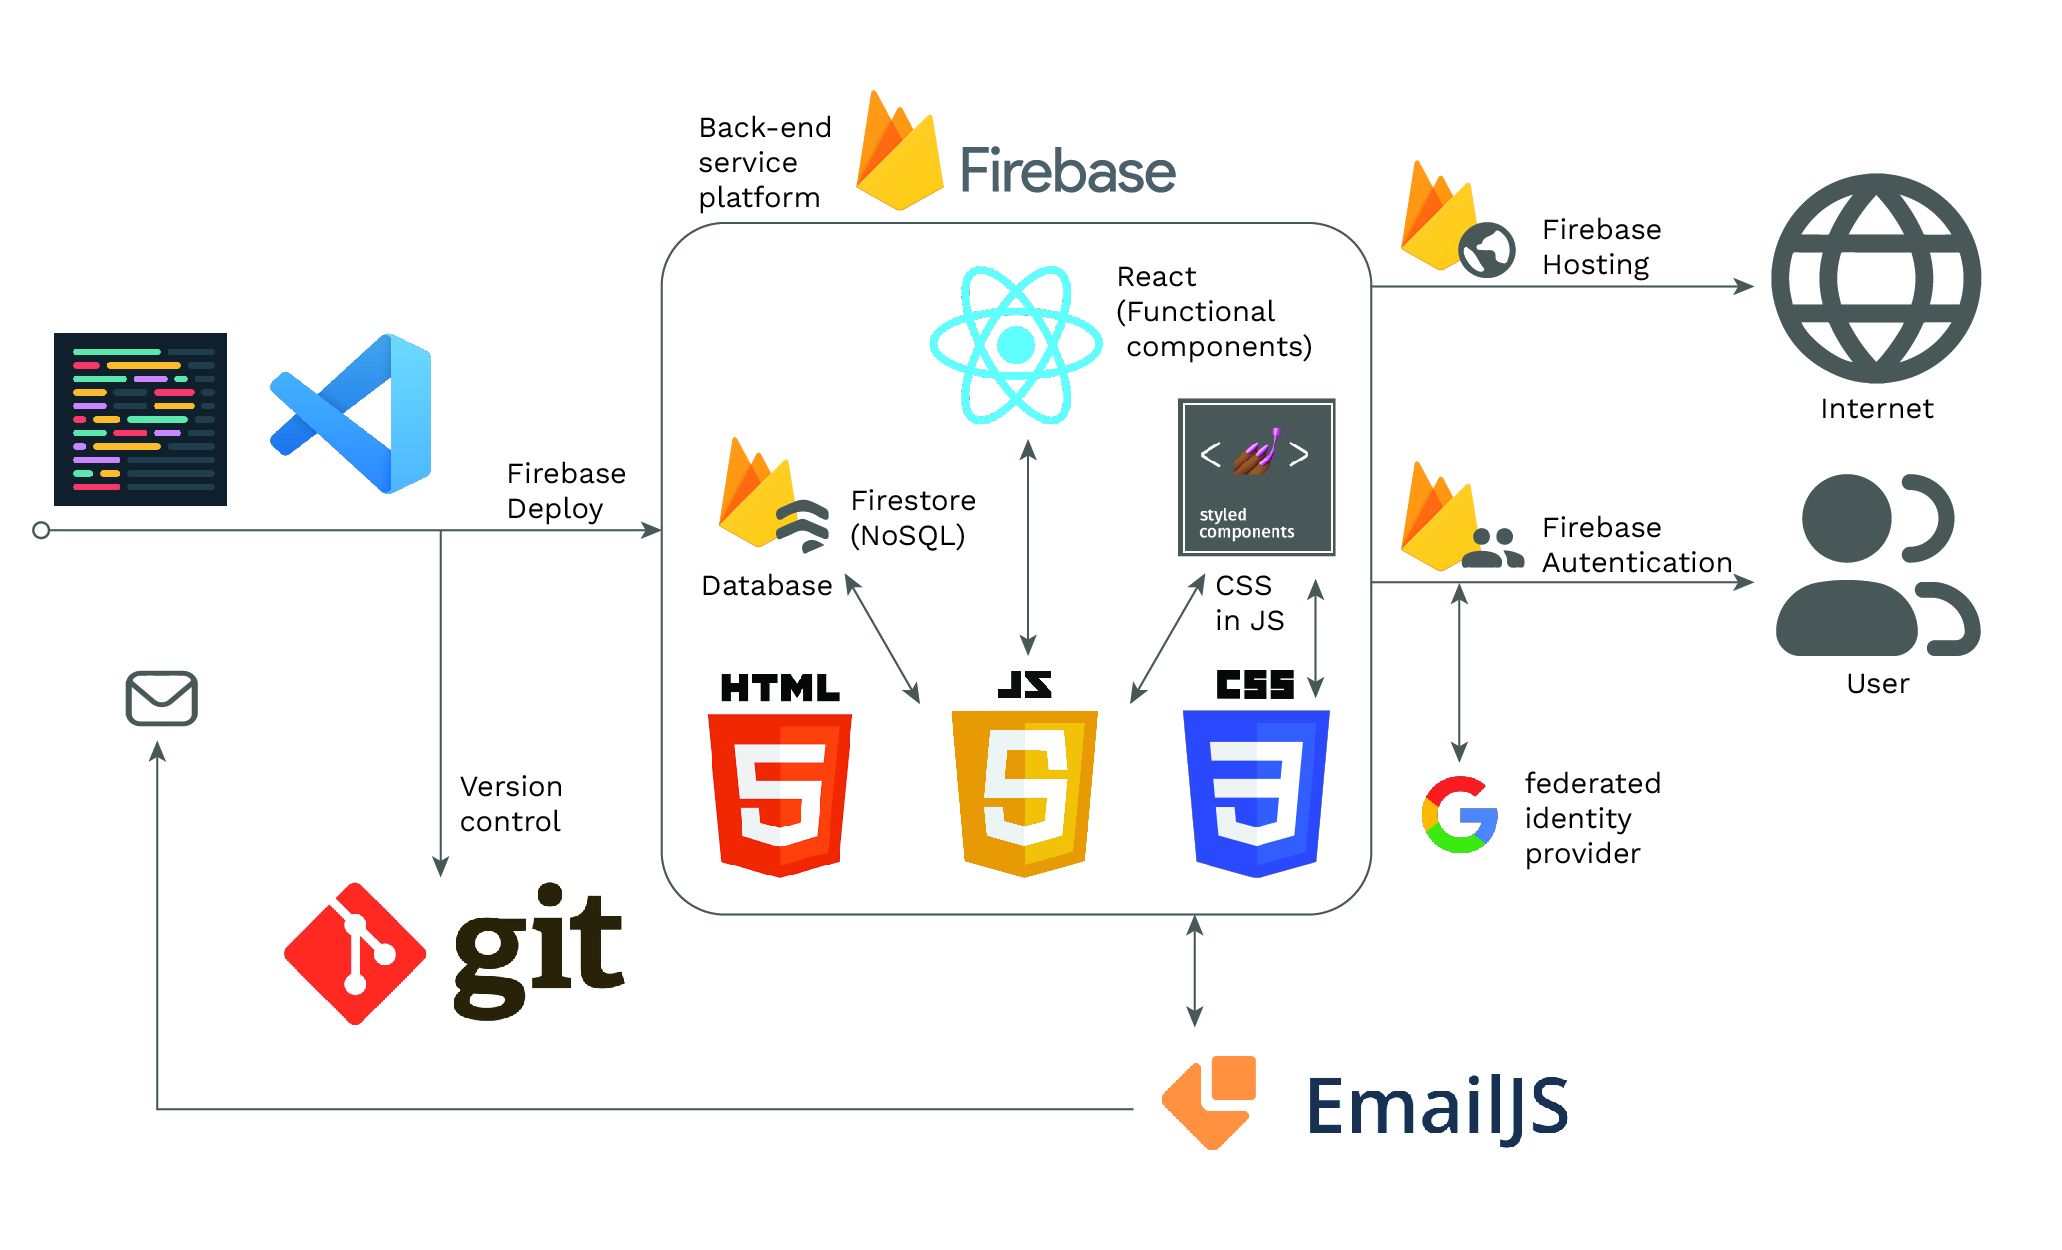 Back-end
service
platform
Firebase
React
(Functional
components)
Firebase
Hosting
Internet
Firebase
Deploy
Firestore
(NoSQL)
Database
< >
styled
components
CSS
in JS
Firebase
Autentication
User
HTML
JS
CSS
Version
control
git
federated
identity
provider
EmailJS